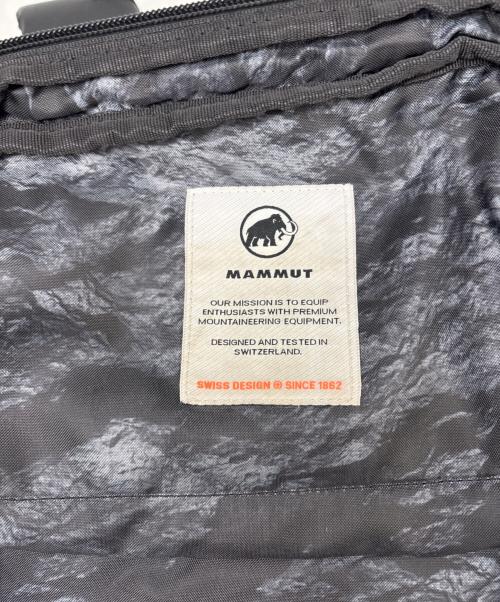 MAMMUT
OUR MISSION IS TO EQUIP
ENTHUSIASTS WITH PREMIUM
MOUNTAINEERING EQUIPMENT.
DESIGNED AND TESTED IN
SWITZERLAND.
SWISS DESIGN ⊕ SINCE 1862